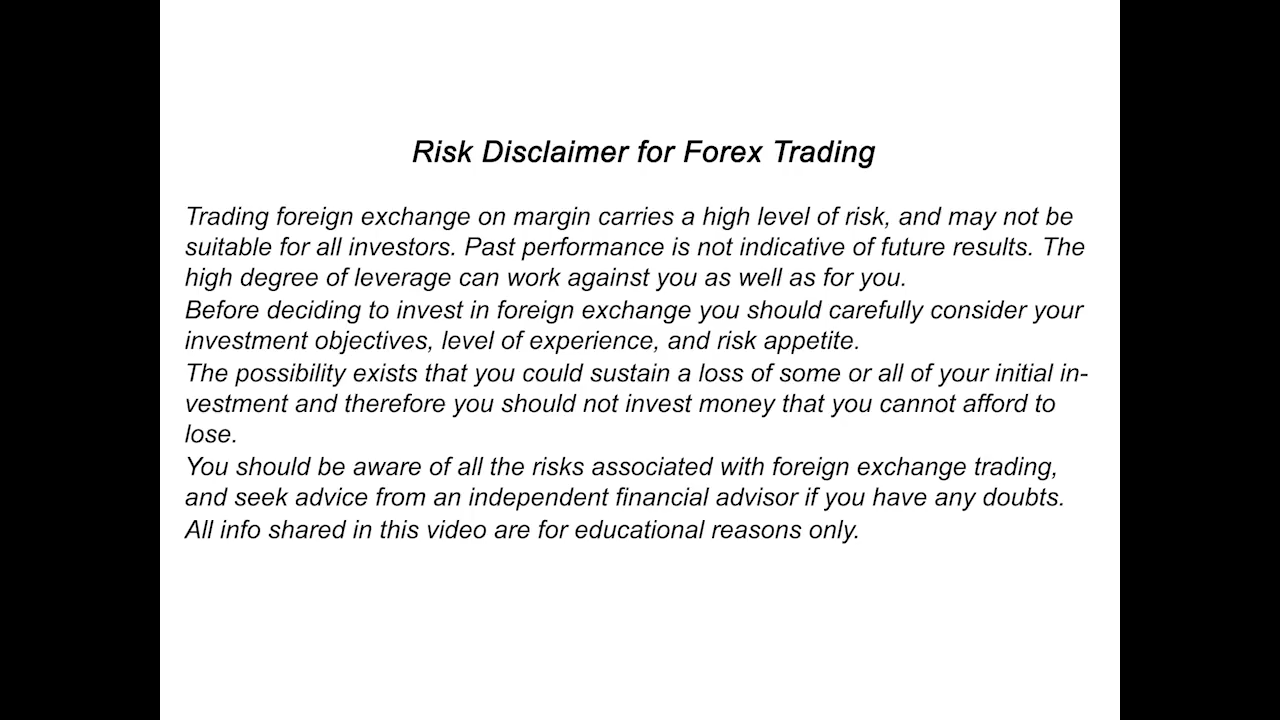 Risk Disclaimer for Forex Trading
Trading foreign exchange on margin carries a high level of risk, and may not be
suitable for all investors. Past performance is not indicative of future results. The
high degree of leverage can work against you as well as for you.
Before deciding to invest in foreign exchange you should carefully consider your
investment objectives, level of experience, and risk appetite.
The possibility exists that you could sustain a loss of some or all of your initial in-
vestment and therefore you should not invest money that you cannot afford to
lose.
You should be aware of all the risks associated with foreign exchange trading,
and seek advice from an independent financial advisor if you have any doubts.
All info shared in this video are for educational reasons only.